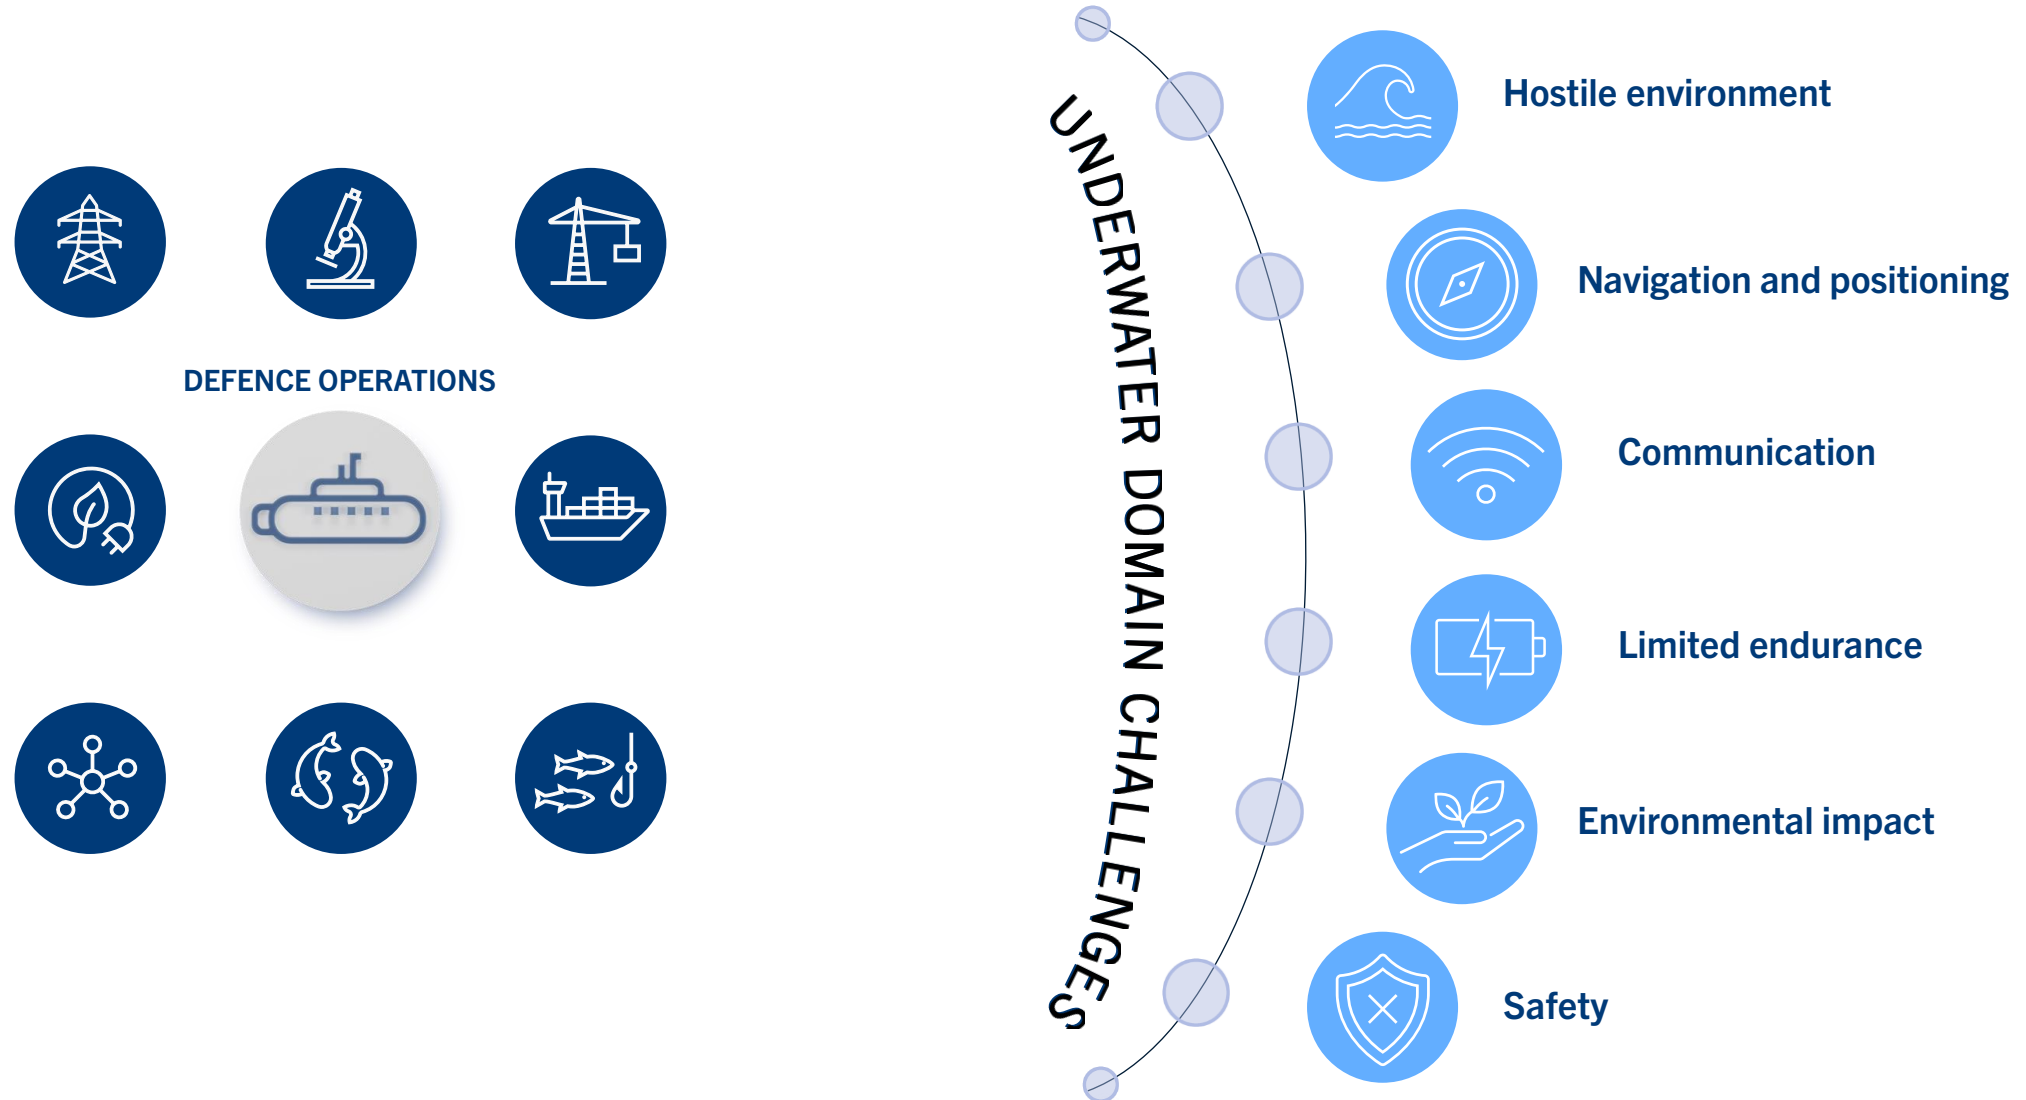 DEFENCE OPERATIONS
UNDERWATER DOMAIN CHALLENGES
Hostile environment
Navigation and positioning
Communication
Limited endurance
Environmental impact
Safety